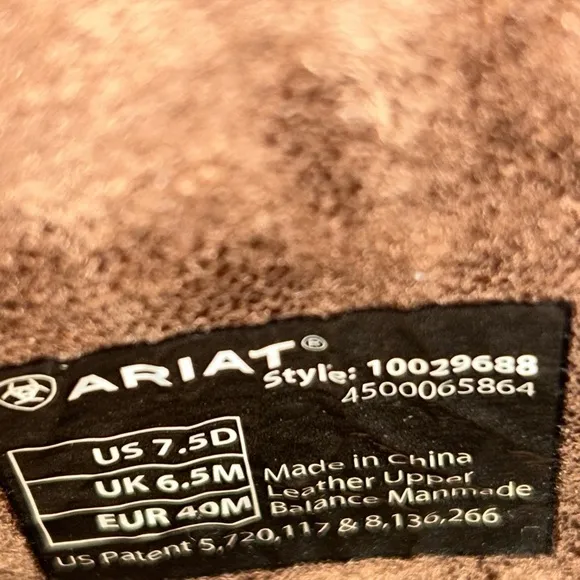 ARIAT®
Style: 10029688
4500065864
US 7.5D
UK 6.5M
EUR 40M
Made in China
Leather Upper
Balance Manmade
US Patent 5,720,117 & 8,136,266